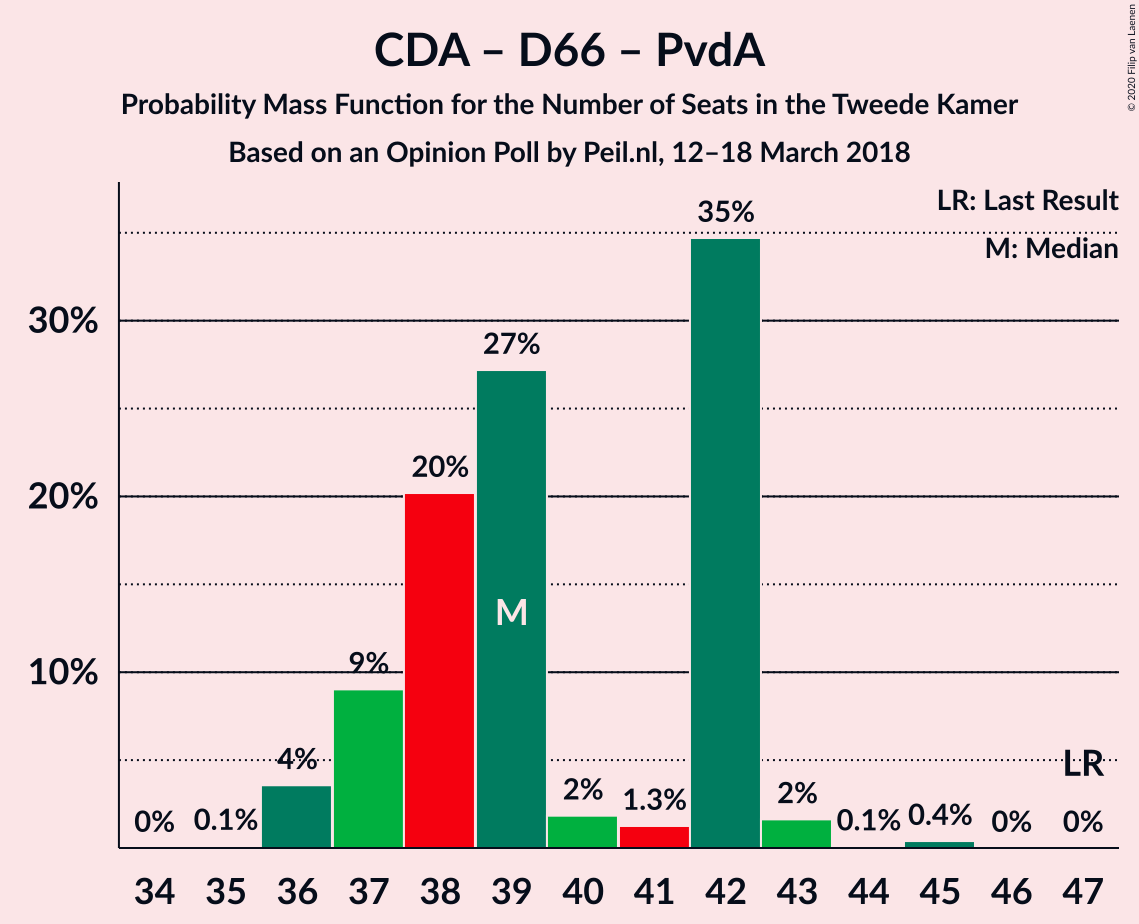 CDA – D66 – PvdA
Probability Mass Function for the Number of Seats in the Tweede Kamer
Based on an Opinion Poll by Peil.nl, 12–18 March 2018
© 2020 Filip van Laenen
LR: Last Result
M: Median
35%
30%
27%
20%
20%
M
10%
9%
4%
LR
0%
0.1%
2%
1.3%
2%
0.1%
0.4%
0%
0%
34 35 36 37 38 39 40 41 42 43 44 45 46 47